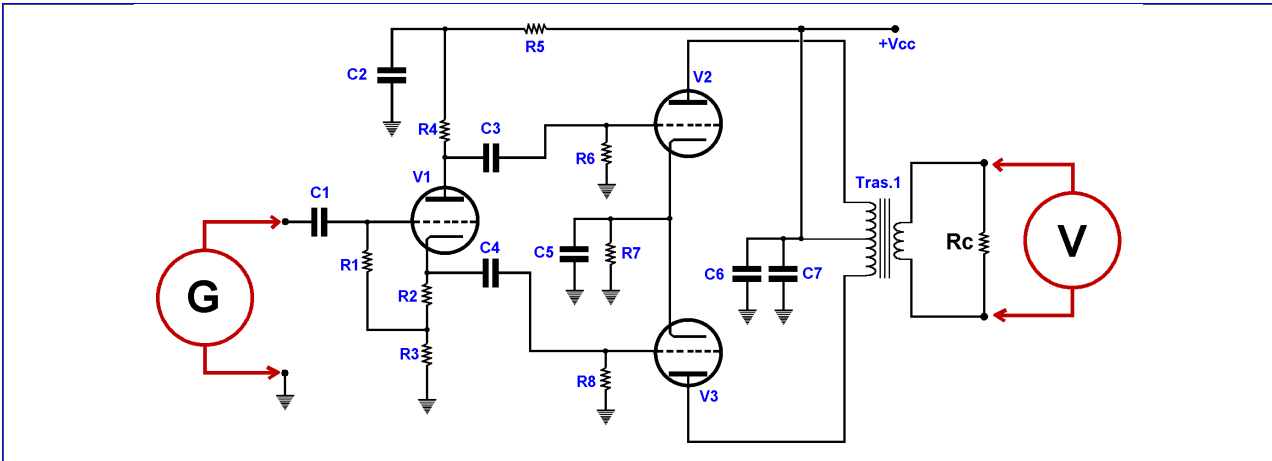 R5
+Vcc
C2
V2
R4
C3
R6
V1
C1
Tras.1
C4
C5
R7
Rc
V
R1
C6
C7
G
R2
R3
R8
V3